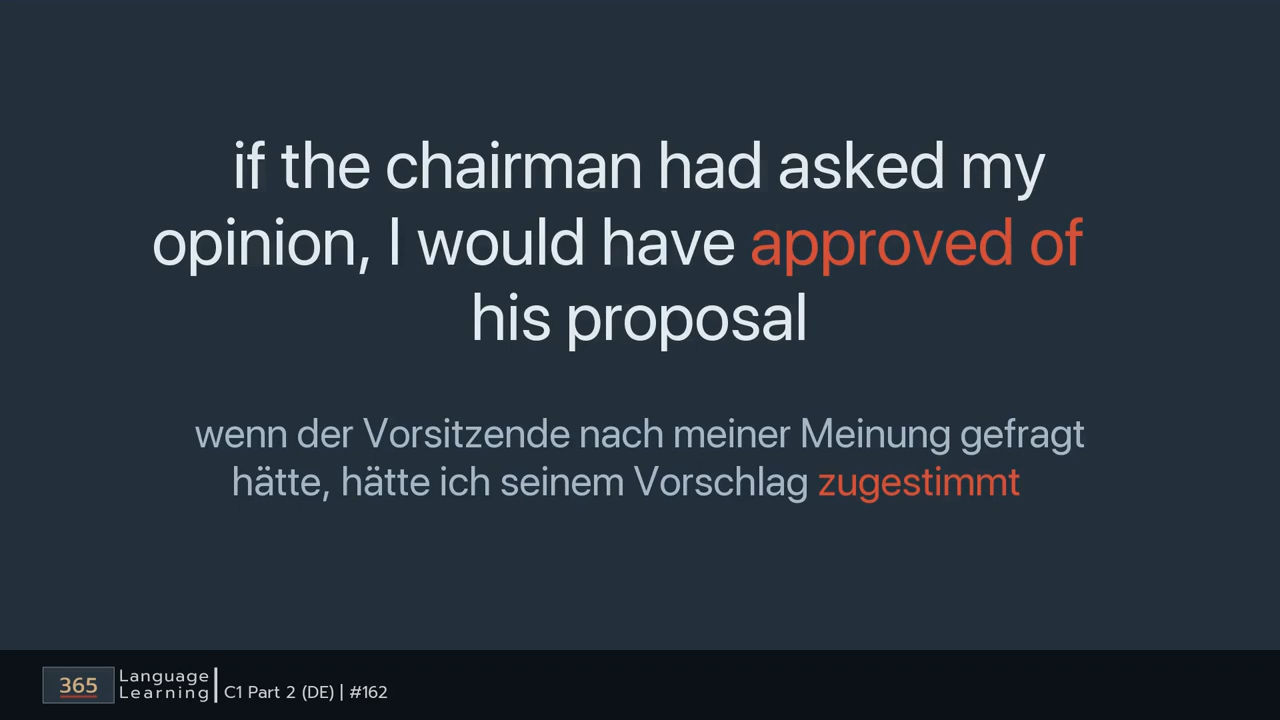 if the chairman had asked my
opinion, I would have approved of
his proposal
wenn der Vorsitzende nach meiner Meinung gefragt
hätte, hätte ich seinem Vorschlag zugestimmt
365
Language
Learning
C1 Part 2 (DE) | #162